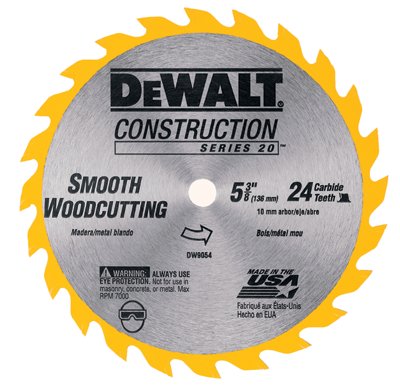 DEWALT®
CONSTRUCTION
SERIES 20™
SMOOTH
WOODCUTTING
Madera/metal blando
5 3/8" (136 mm)
24 Carbide Teeth
10 mm arbor/eje/abre
Bois/métal mou
DW9054
WARNING: ALWAYS USE
EYE PROTECTION. Not for use in
masonry, concrete, or metal. Max
RPM 7000
MADE IN THE
USA
Fabriqué aux États-Unis
Hecho en EUA